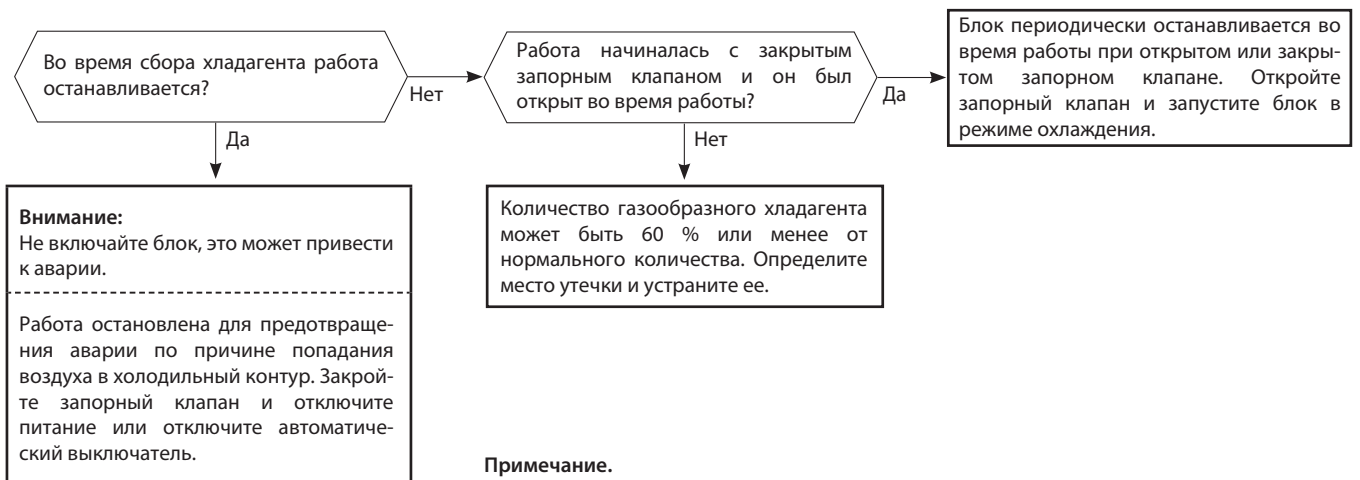 Во время сбора хладагента работа
останавливается?
Нет
Да
Работа начиналась с закрытым
запорным клапаном и он был
открыт во время работы?
Да
Нет
Блок периодически останавливается во
время работы при открытом или закры-
том запорном клапане. Откройте
запорный клапан и запустите блок в
режиме охлаждения.
Внимание:
Не включайте блок, это может привести
к аварии.
Работа остановлена для предотвраще-
ния аварии по причине попадания
воздуха в холодильный контур. Закрой-
те запорный клапан и отключите
питание или отключите автоматиче-
ский выключатель.
Количество газообразного хладагента
может быть 60 % или менее от
нормального количества. Определите
место утечки и устраните ее.
Примечание.